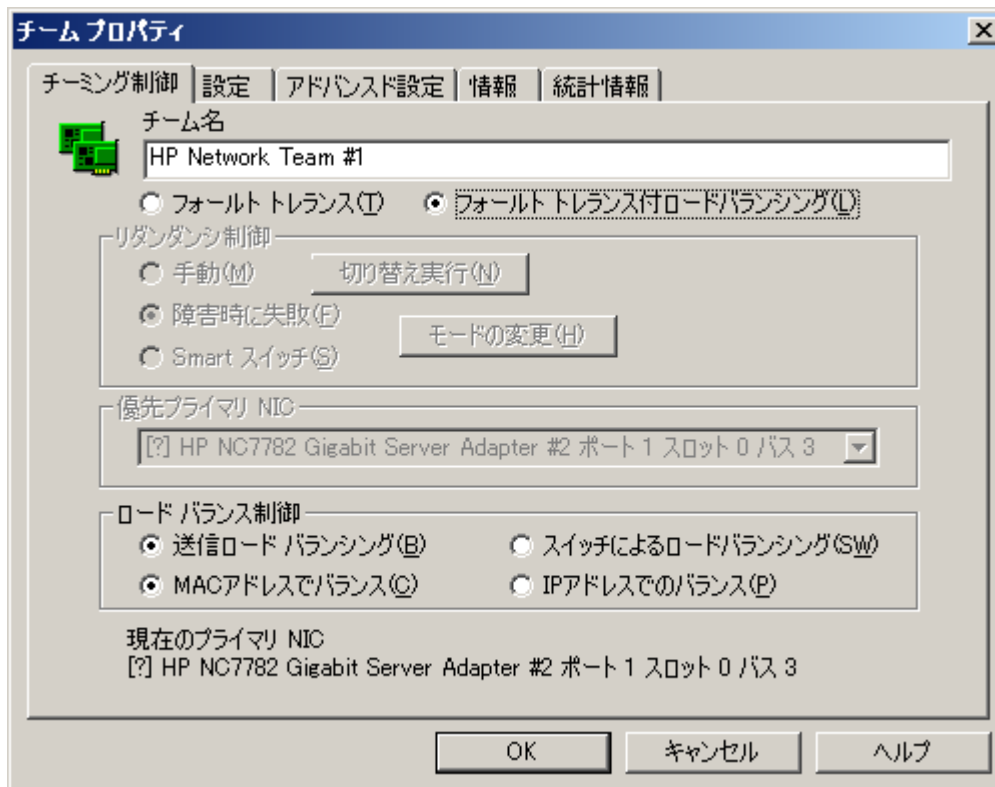 チーム プロパティ
チーミング制御 設定 アドバンスド設定 情報 統計情報
チーム名
HP Network Team #1
フォールト トレランス(T) フォールト トレランス付ロードバランシング(L)
リダンダンシ制御
手動(M) 切り替え実行(N)
障害時に失敗(F)
モードの変更(H)
Smart スイッチ(S)
優先プライマリ NIC
[?] HP NC7782 Gigabit Server Adapter #2 ポート 1 スロット 0 バス 3
ロード バランス制御
送信ロード バランシング(B) スイッチによるロードバランシング(SW)
MACアドレスでバランス(C) IPアドレスでのバランス(P)
現在のプライマリ NIC
[?] HP NC7782 Gigabit Server Adapter #2 ポート 1 スロット 0 バス 3
OK キャンセル ヘルプ